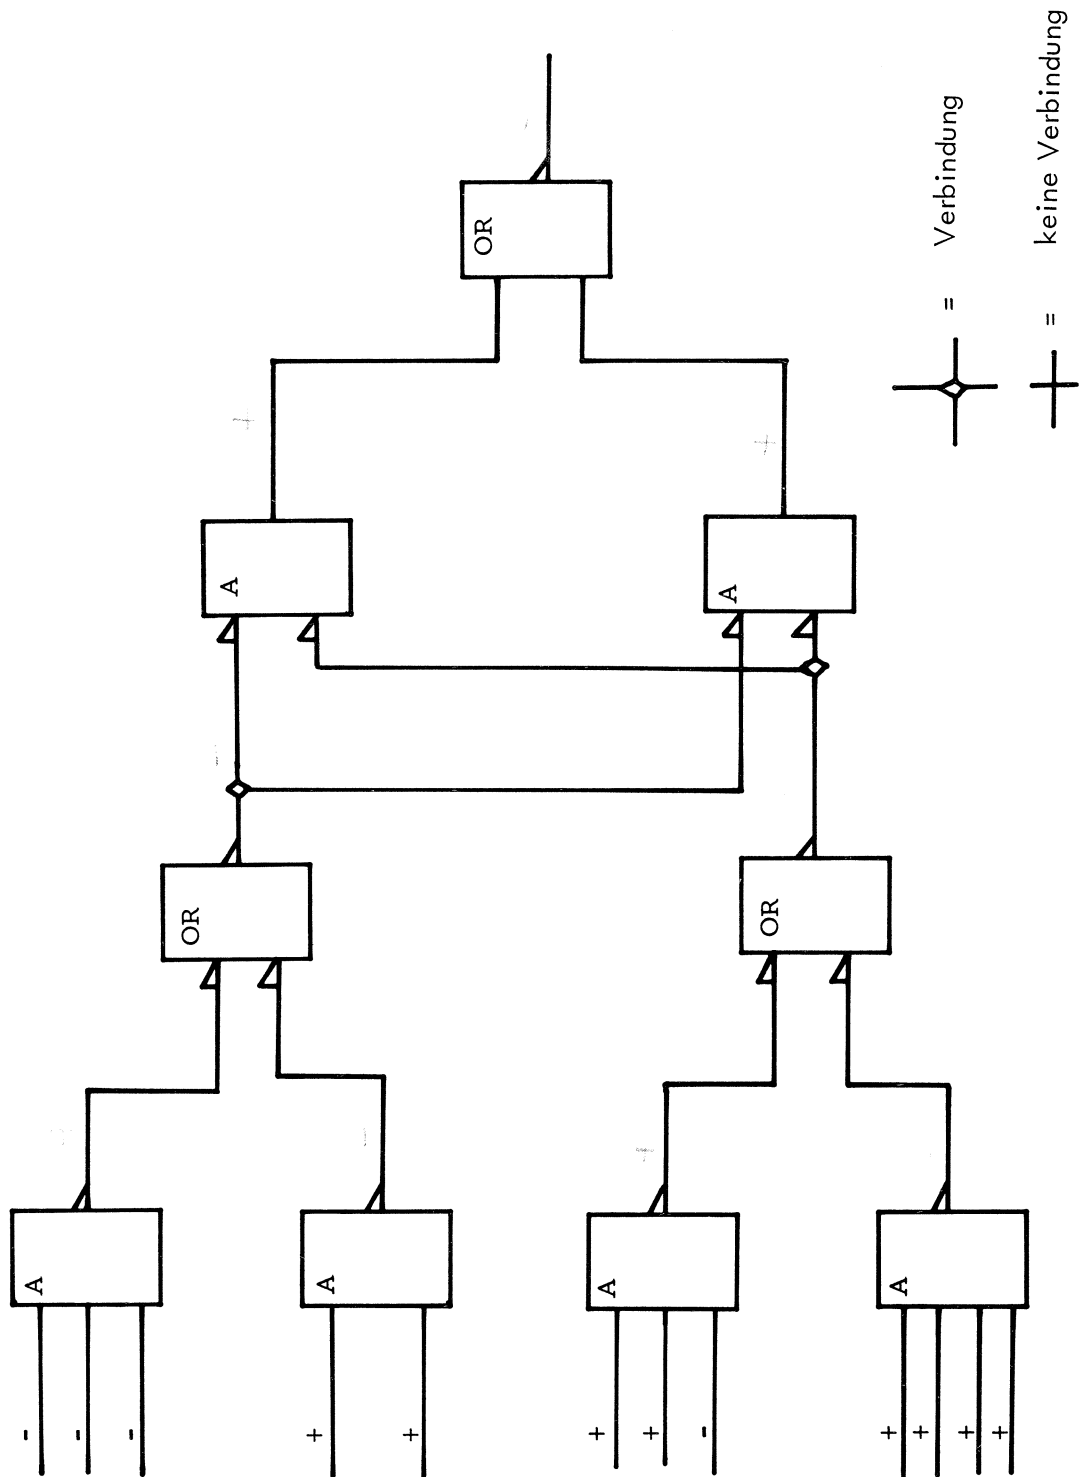 OR
A
A
OR
OR
A
A
A
A
- - -
+ +
+ + -
+ + + +
= Verbindung
= keine Verbindung